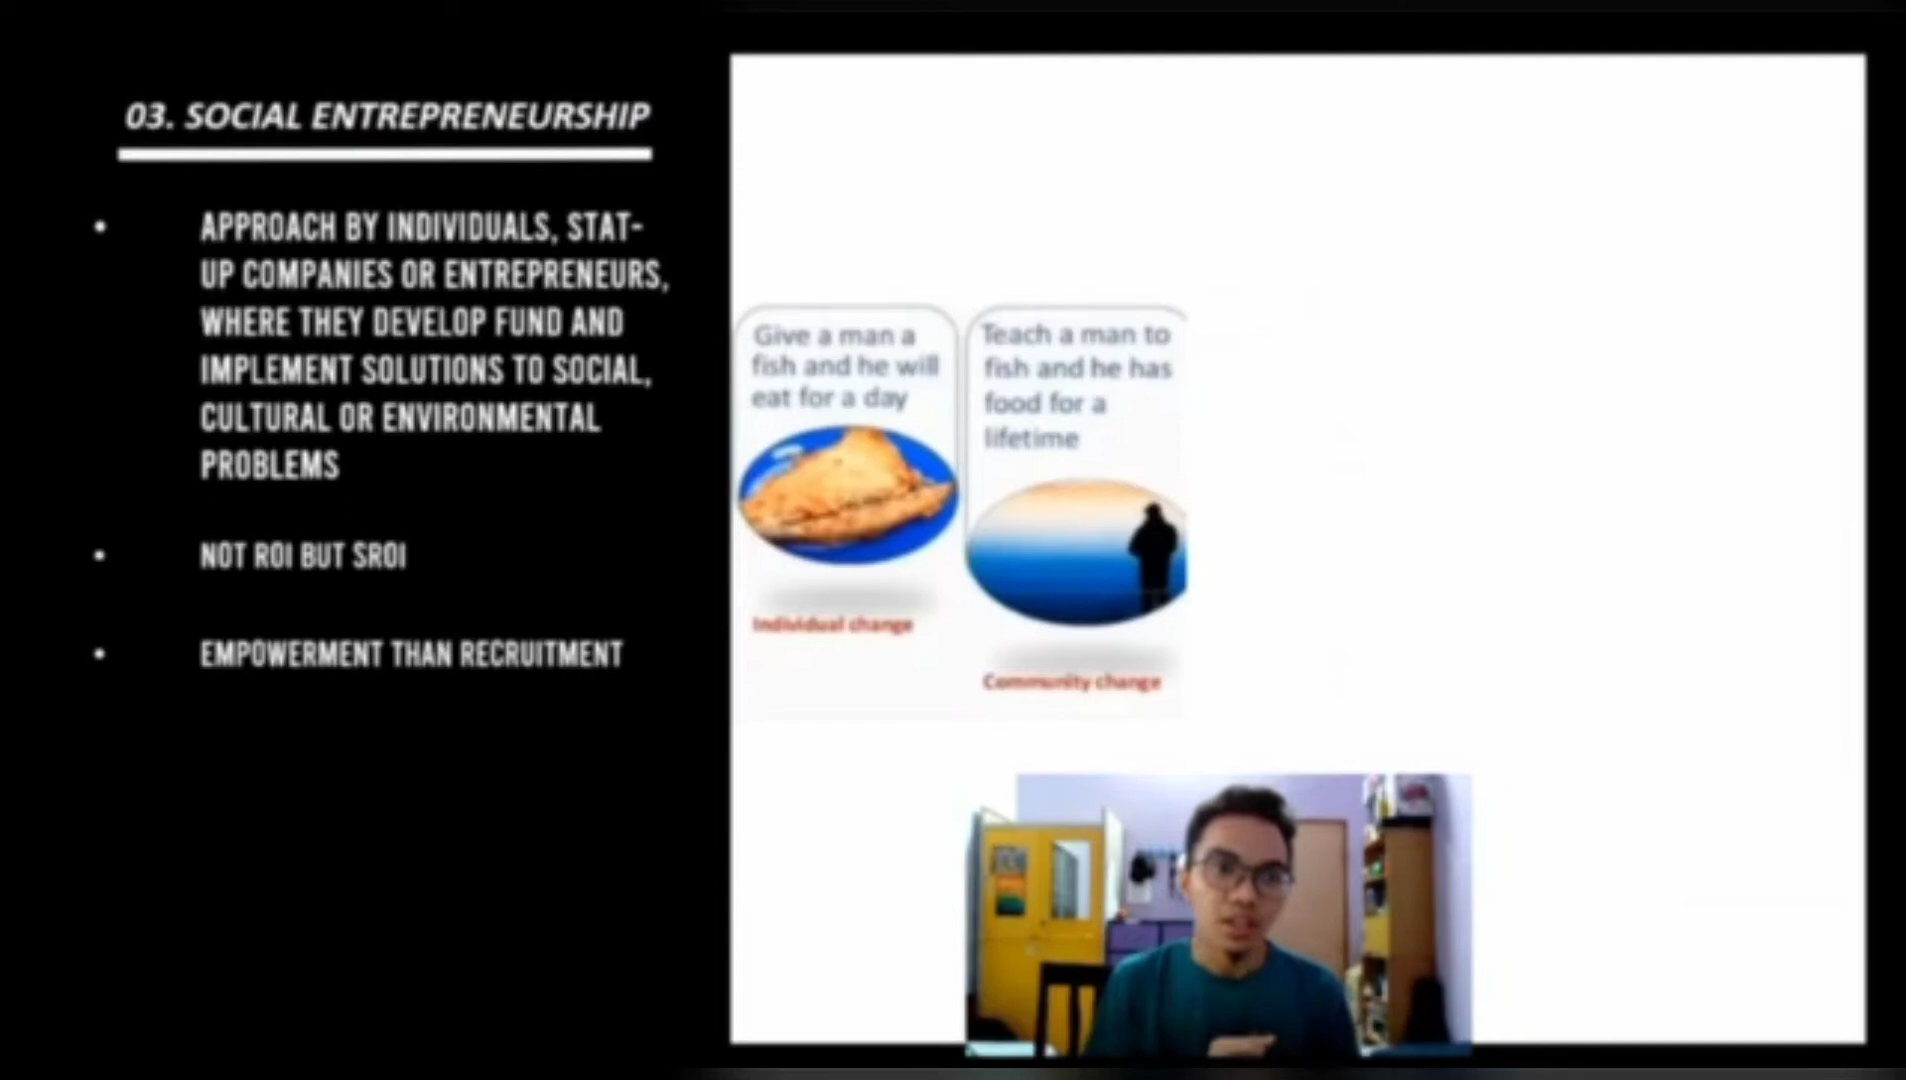 03. SOCIAL ENTREPRENEURSHIP
• APPROACH BY INDIVIDUALS, STAT-
UP COMPANIES OR ENTREPRENEURS,
WHERE THEY DEVELOP FUND AND
IMPLEMENT SOLUTIONS TO SOCIAL,
CULTURAL OR ENVIRONMENTAL
PROBLEMS
• NOT ROI BUT SROI
• EMPOWERMENT THAN RECRUITMENT
Give a man a
fish and he will
eat for a day
Individual change
Teach a man to
fish and he has
food for a
lifetime
Community change